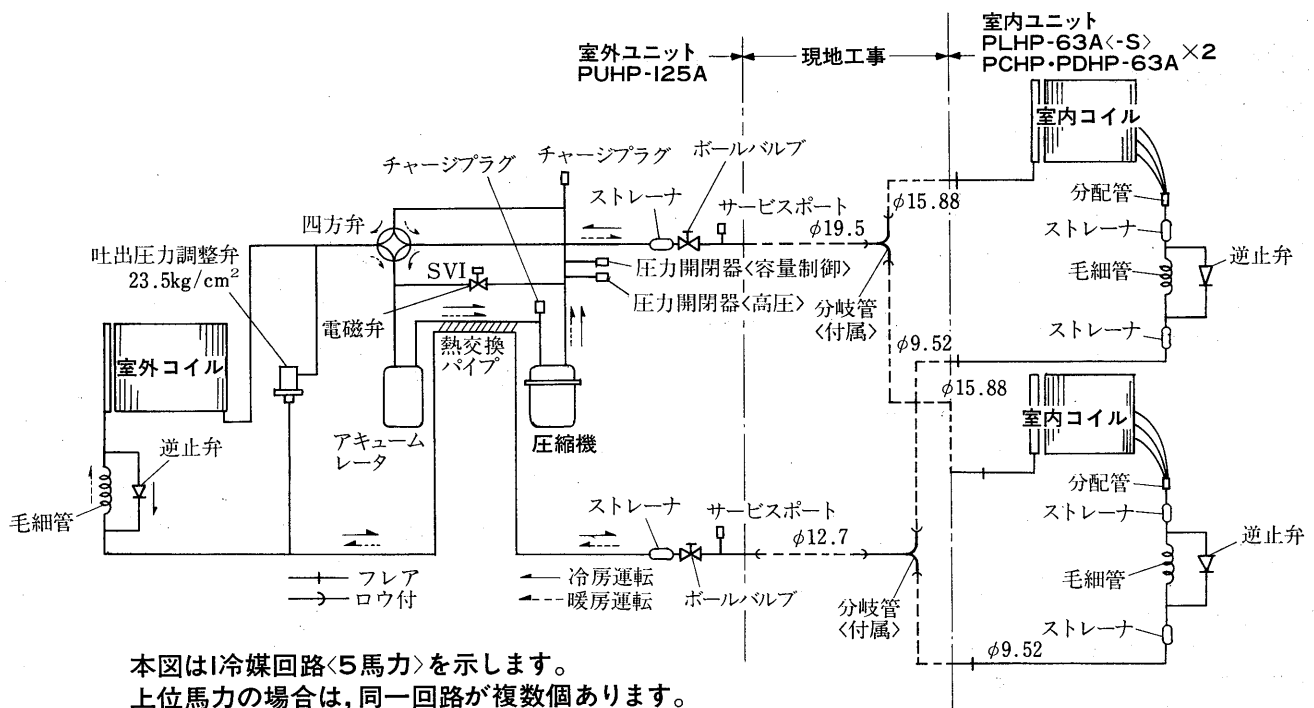 室外ユニット
PUHP-125A
現地工事
室内ユニット
PLHP-63A〈-S〉
PCHP・PDHP-63A ×2
室内コイル
チャージプラグ
チャージプラグ
ボールバルブ
ストレーナ
サービスポート
φ19.5
φ15.88
分配管
ストレーナ
毛細管
逆止弁
ストレーナ
四方弁
吐出圧力調整弁
23.5kg/cm²
SVI
電磁弁
圧力開閉器〈容量制御〉
圧力開閉器〈高圧〉
分岐管
〈付属〉
φ9.52
φ15.88
熱交換
パイプ
室外コイル
アキューム
レータ
圧縮機
室内コイル
分配管
ストレーナ
毛細管
逆止弁
ストレーナ
逆止弁
毛細管
ストレーナ
サービスポート
φ12.7
ボールバルブ
分岐管
〈付属〉
φ9.52
フレア
ロウ付
冷房運転
暖房運転
本図はI冷媒回路〈5馬力〉を示します。
上位馬力の場合は,同一回路が複数個あります。